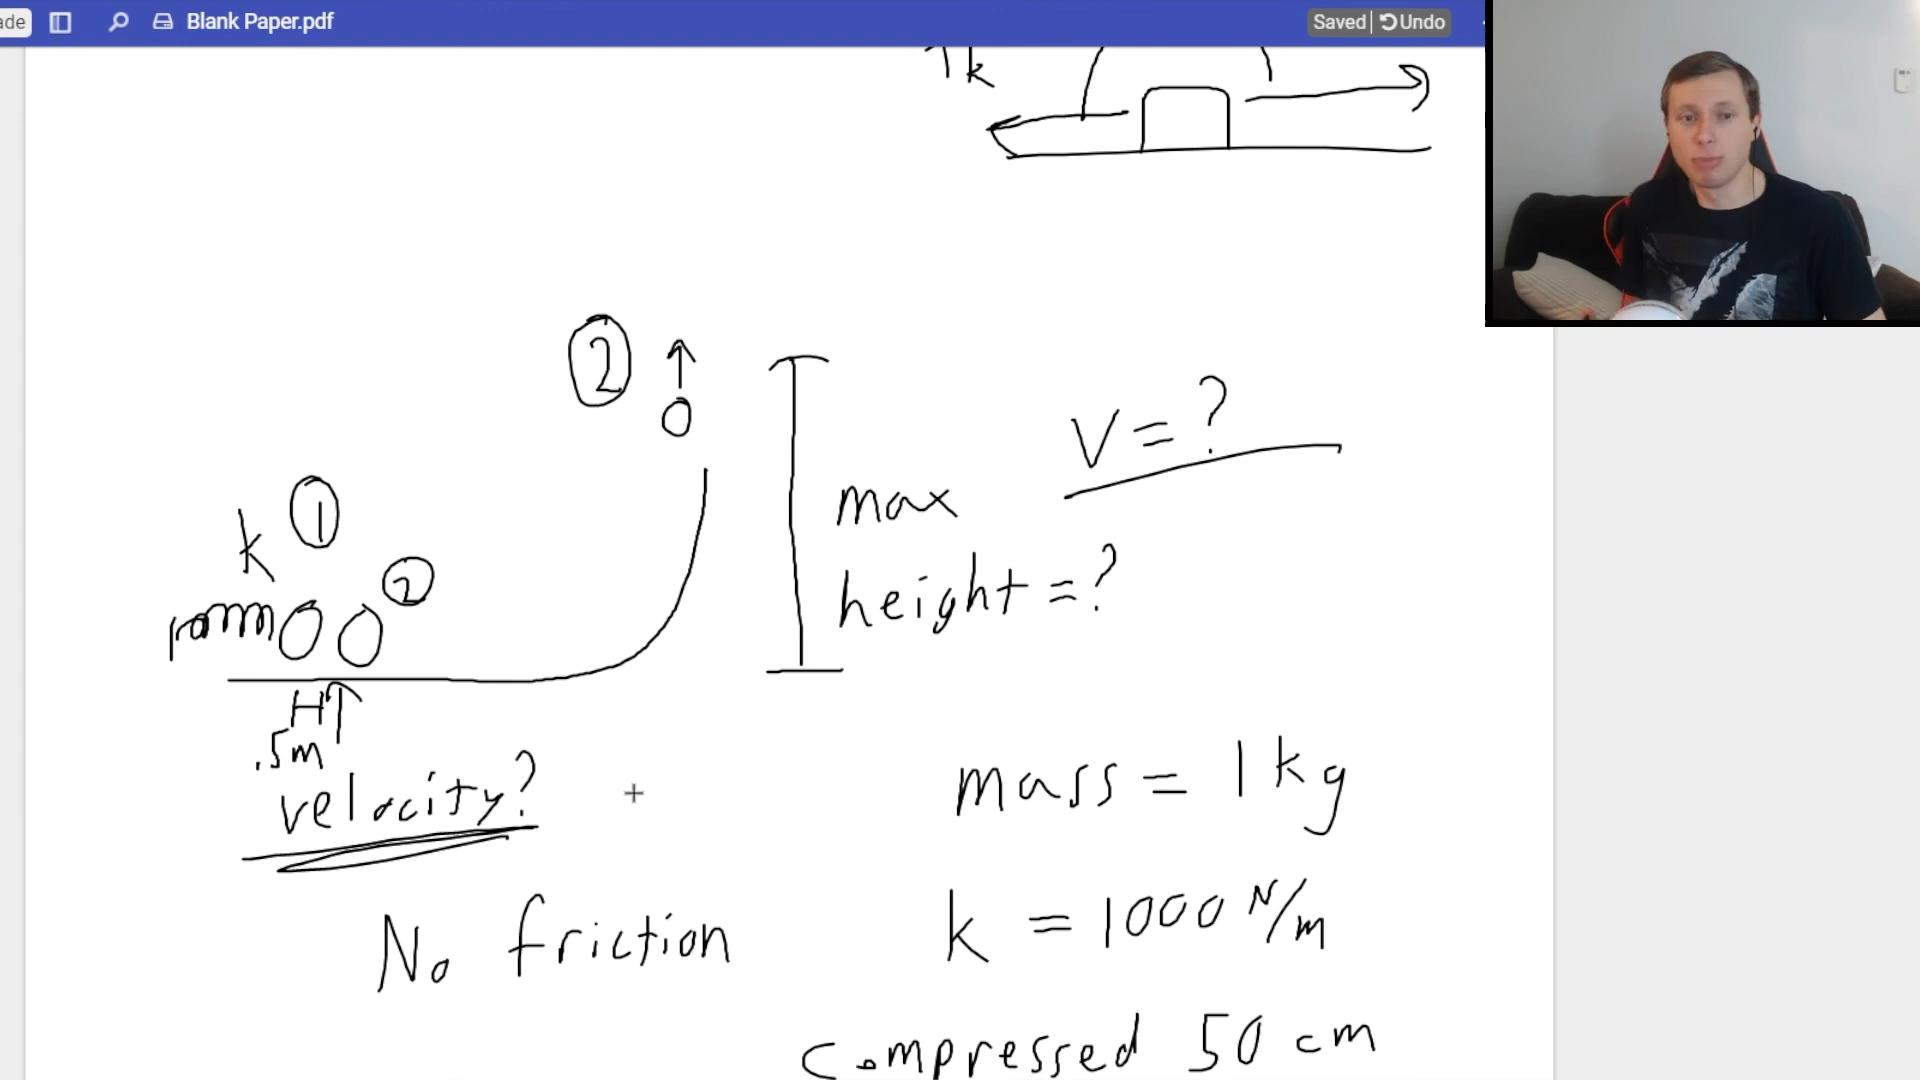 ade
Blank Paper.pdf
Saved
Undo
k
2
V = ?
max
height = ?
k
1
2
.5m
velocity?
mass = 1 kg
No friction
k = 1000 N/m
compressed 50 cm